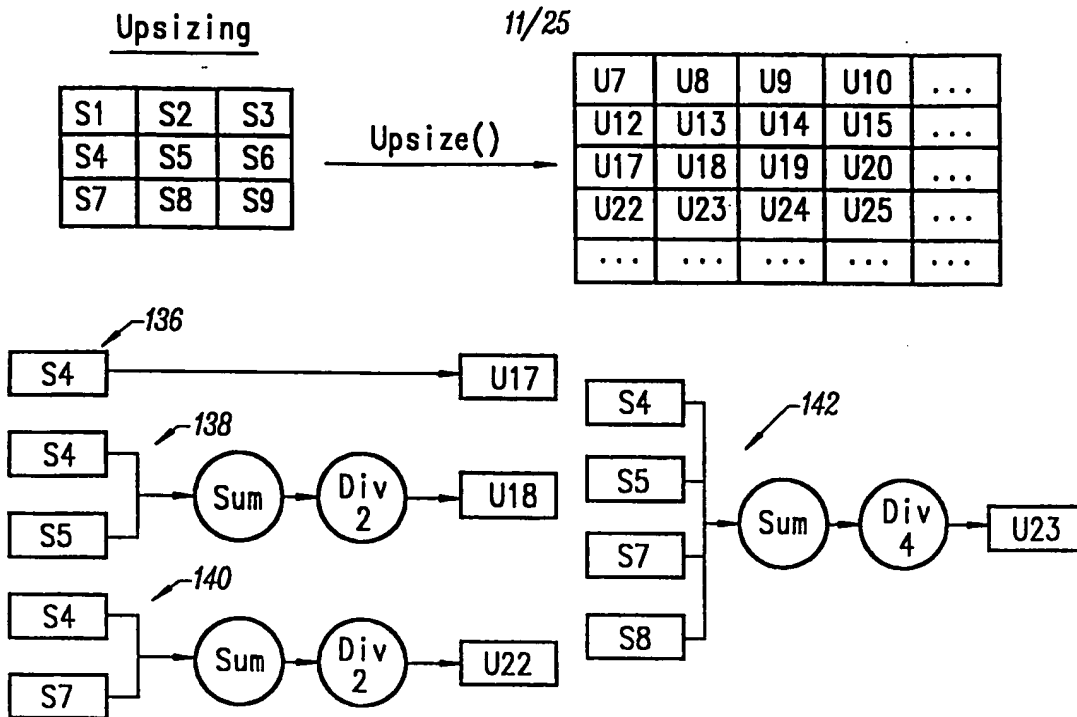 Upsizing
11/25
S1 S2 S3
S4 S5 S6
S7 S8 S9
Upsize()
U7 U8 U9 U10 ...
U12 U13 U14 U15 ...
U17 U18 U19 U20 ...
U22 U23 U24 U25 ...
... ... ... ... ...
136
S4 U17
138
S4
S5
Sum
Div
2
U18
140
S4
S7
Sum
Div
2
U22
142
S4
S5
S7
S8
Sum
Div
4
U23